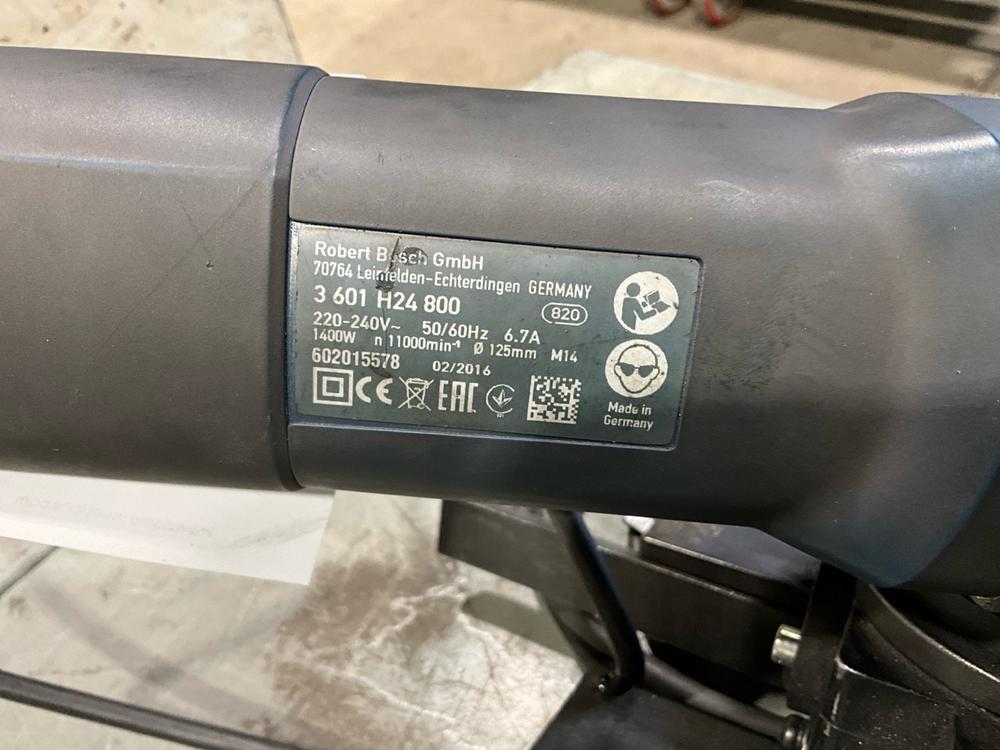 Robert Bosch GmbH
70764 Leinfelden-Echterdingen GERMANY
3 601 H24 800
820
220-240V~ 50/60Hz 6.7A
1400W n 11000min⁻¹ Ø 125mm M14
602015578 02/2016
CE EAC
Made in
Germany